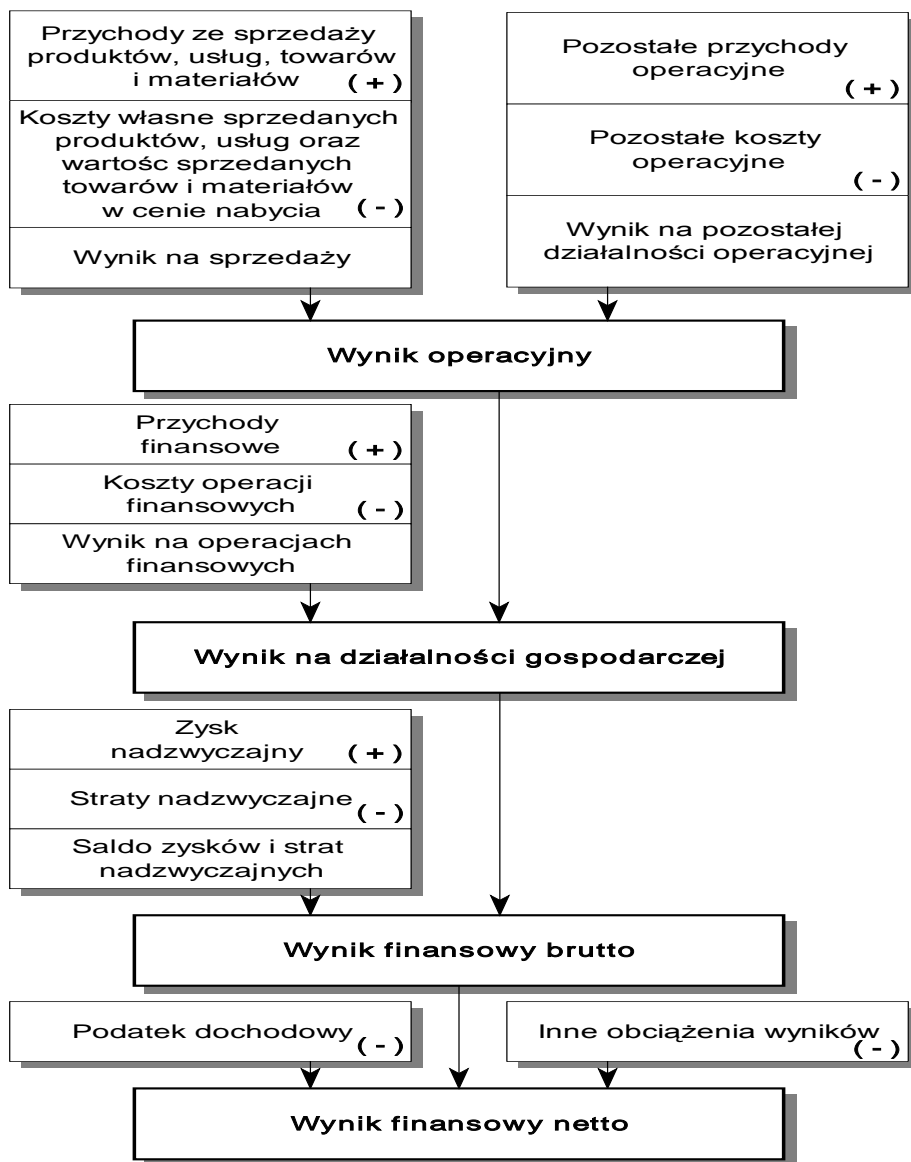 Przychody ze sprzedaży
produktów, usług, towarów
i materiałów (+)
Koszty własne sprzedanych
produktów, usług oraz
wartośc sprzedanych
towarów i materiałów
w cenie nabycia (-)
Wynik na sprzedaży
Pozostałe przychody
operacyjne
(+)
Pozostałe koszty
operacyjne
(-)
Wynik na pozostałej
działalności operacyjnej
Wynik operacyjny
Przychody
finansowe (+)
Koszty operacji
finansowych (-)
Wynik na operacjach
finansowych
Wynik na działalności gospodarczej
Zysk
nadzwyczajny (+)
Straty nadzwyczajne (-)
Saldo zysków i strat
nadzwyczajnych
Wynik finansowy brutto
Podatek dochodowy (-)
Inne obciążenia wyników
(-)
Wynik finansowy netto